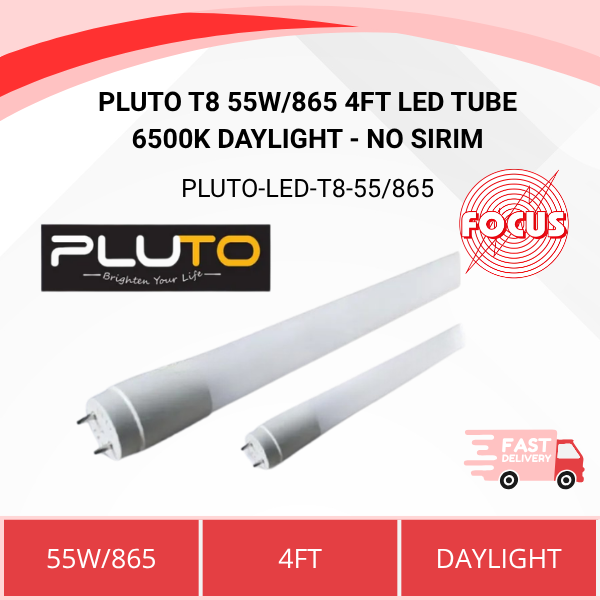 PLUTO T8 55W/865 4FT LED TUBE
6500K DAYLIGHT - NO SIRIM
PLUTO-LED-T8-55/865
PLUTO
Brighten Your Life
FOCUS
FAST
DELIVERY
55W/865
4FT
DAYLIGHT